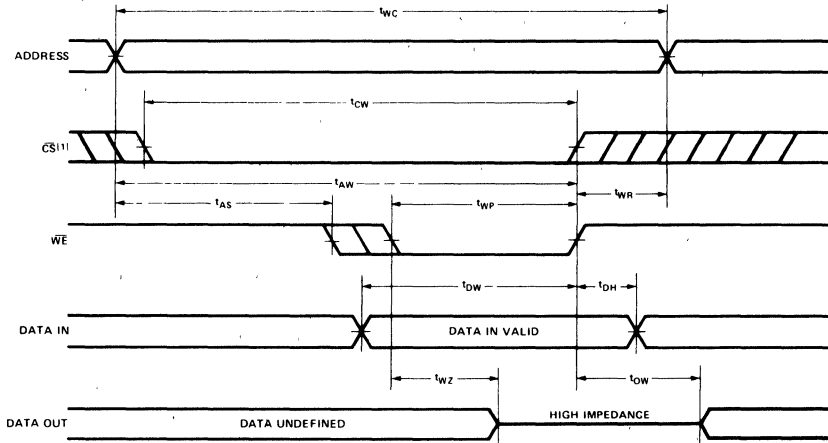 tWC
ADDRESS
tCW
CS[1]
tAW
tAS
tWP
tWR
WE
tDW
tDH
DATA IN
DATA IN VALID
tWZ
tOW
DATA OUT
DATA UNDEFINED
HIGH IMPEDANCE